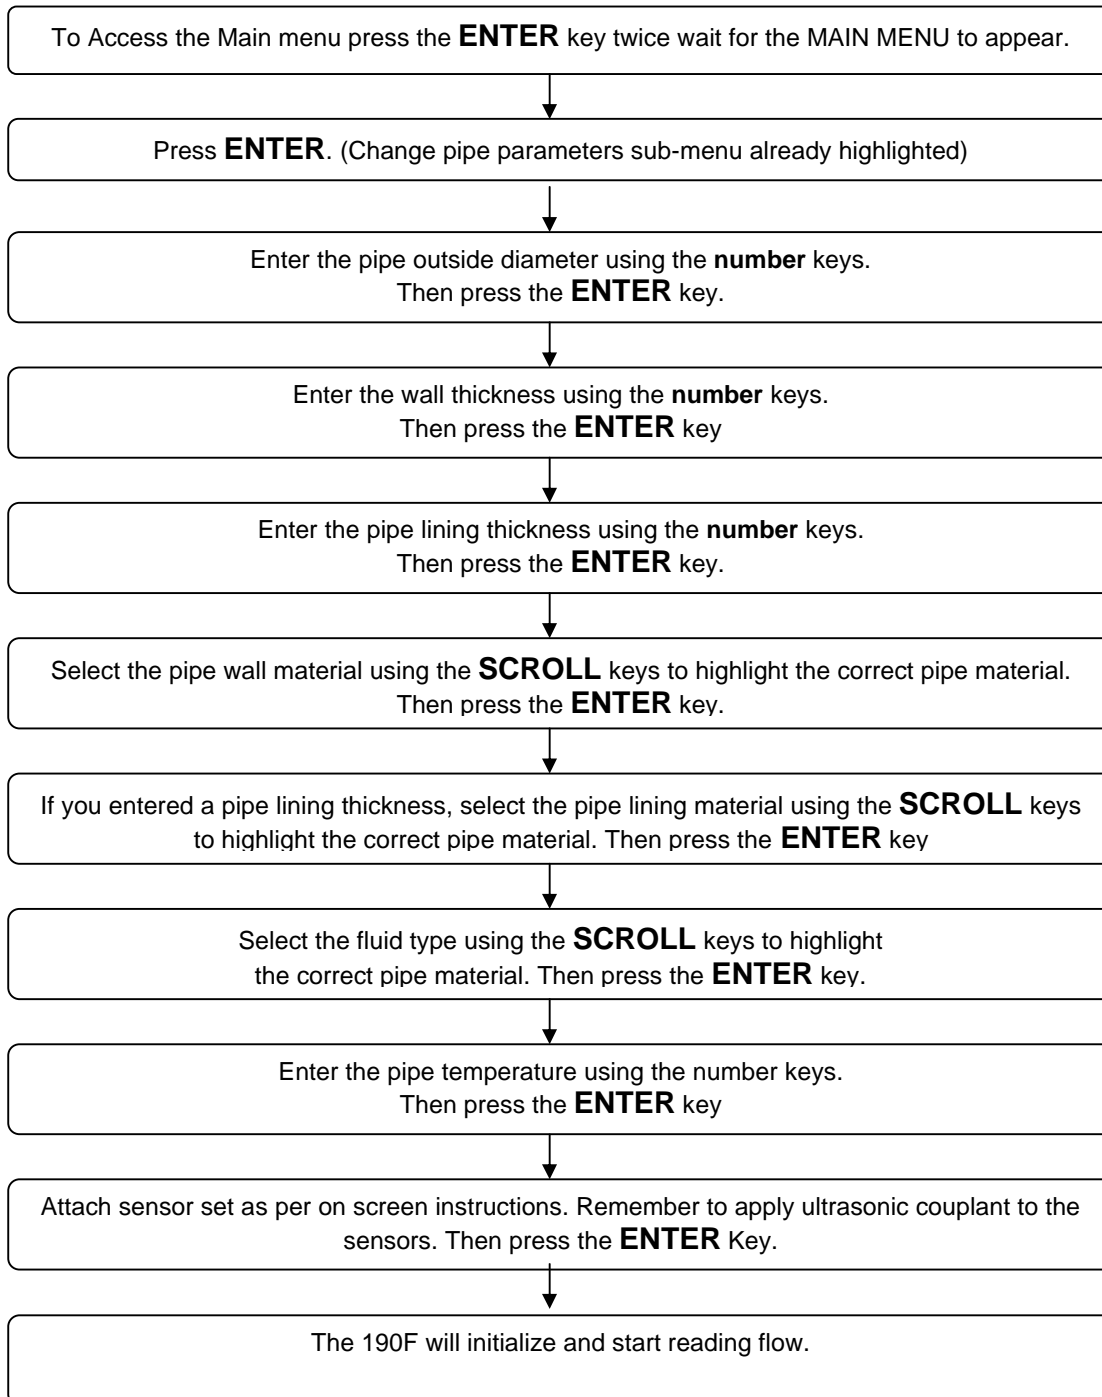 To Access the Main menu press the ENTER key twice wait for the MAIN MENU to appear.
Press ENTER. (Change pipe parameters sub-menu already highlighted)
Enter the pipe outside diameter using the number keys.
Then press the ENTER key.
Enter the wall thickness using the number keys.
Then press the ENTER key
Enter the pipe lining thickness using the number keys.
Then press the ENTER key.
Select the pipe wall material using the SCROLL keys to highlight the correct pipe material.
Then press the ENTER key.
If you entered a pipe lining thickness, select the pipe lining material using the SCROLL keys
to highlight the correct pipe material. Then press the ENTER key
Select the fluid type using the SCROLL keys to highlight
the correct pipe material. Then press the ENTER key.
Enter the pipe temperature using the number keys.
Then press the ENTER key
Attach sensor set as per on screen instructions. Remember to apply ultrasonic couplant to the
sensors. Then press the ENTER Key.
The 190F will initialize and start reading flow.